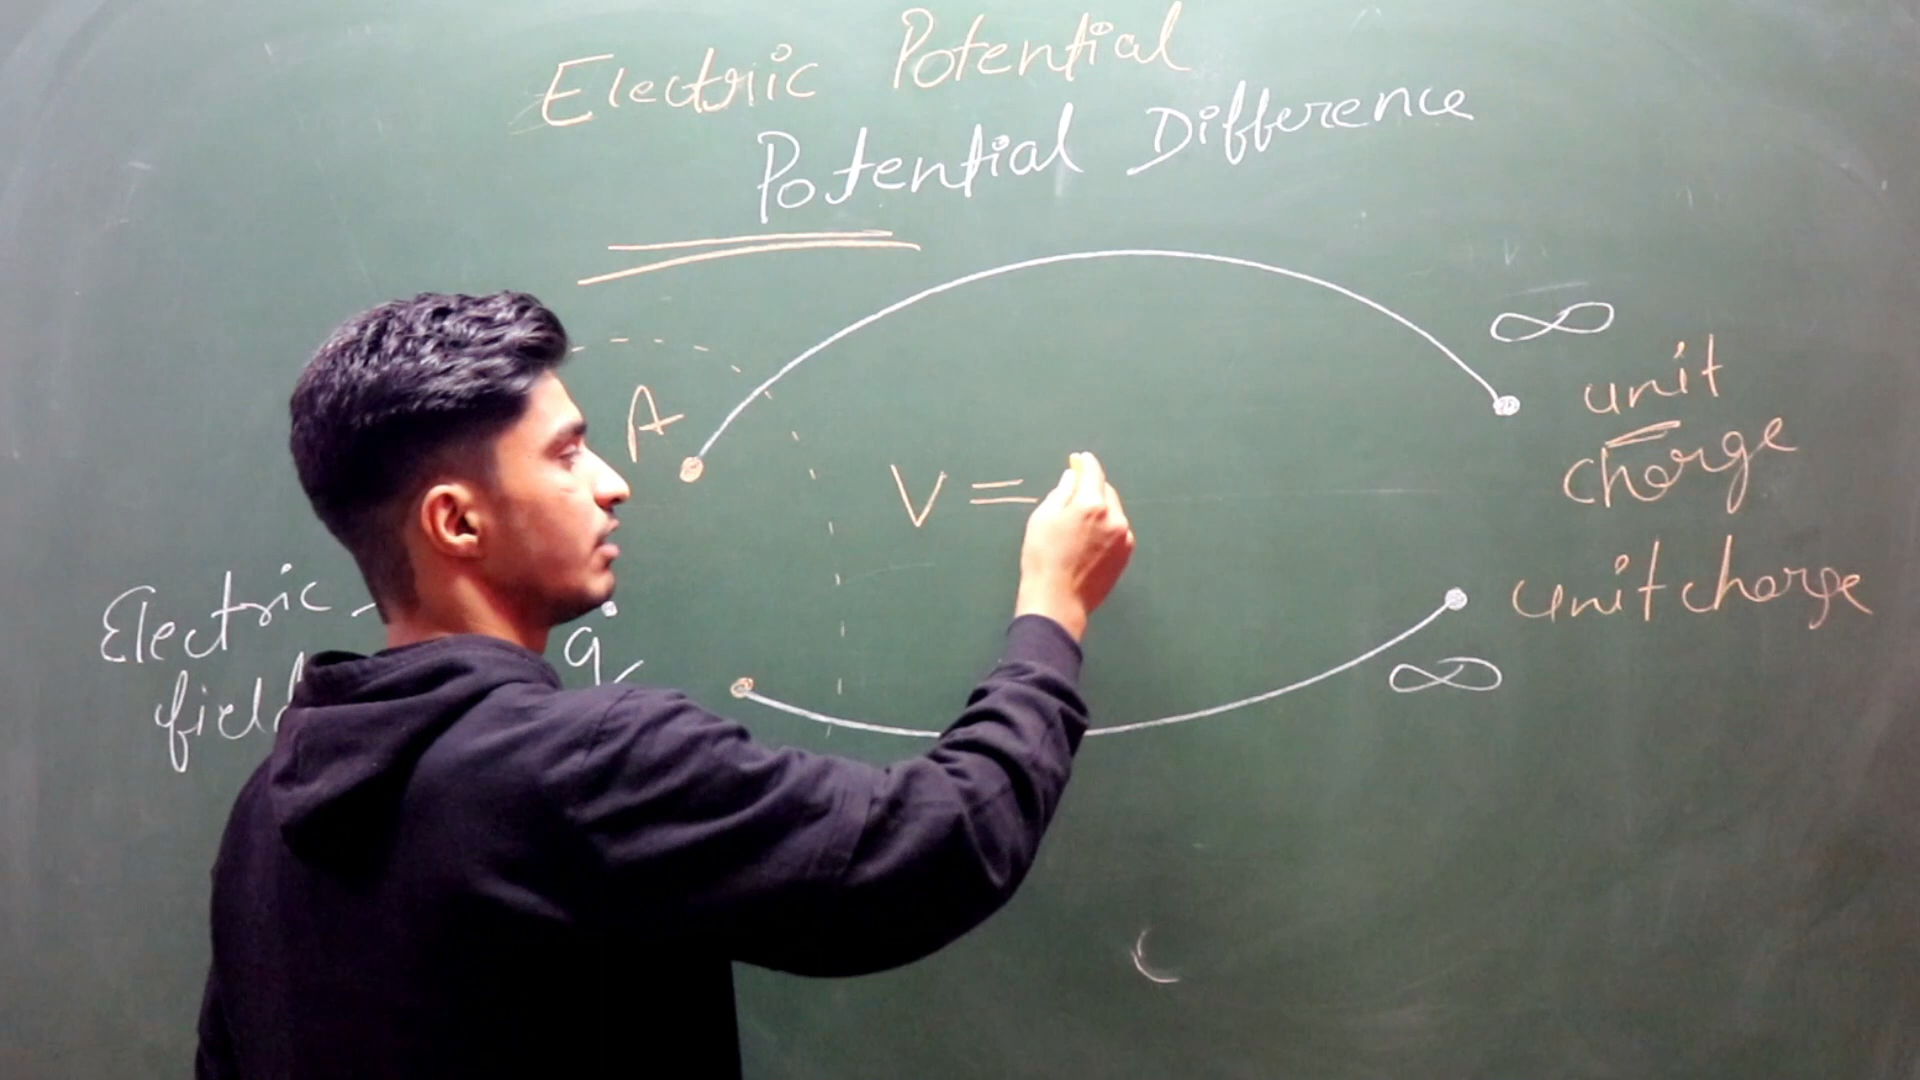 Electric Potential
Potential Difference
∞
A
unit
charge
V =
Electric
field
q
unit charge
∞